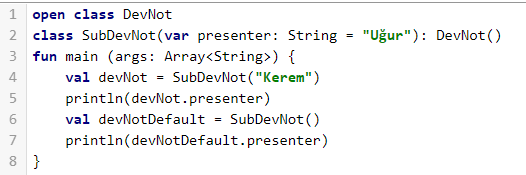 1 open class DevNot
2 class SubDevNot(var presenter: String = "Uğur"): DevNot()
3 fun main (args: Array<String>) {
4     val devNot = SubDevNot("Kerem")
5     println(devNot.presenter)
6     val devNotDefault = SubDevNot()
7     println(devNotDefault.presenter)
8 }